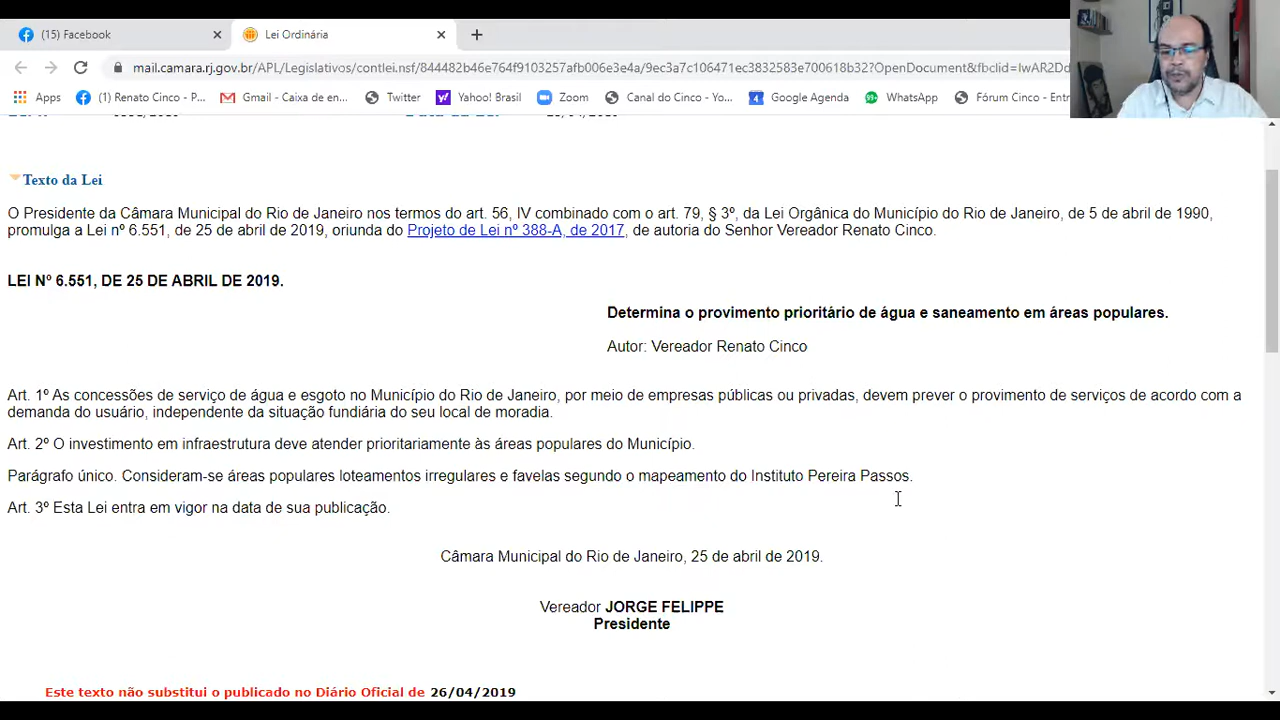 (15) Facebook
Lei Ordinária
mail.camara.rj.gov.br/APL/Legislativos/contlei.nsf/
Apps (1) Renato Cinco - P... Gmail - Caixa de en... Twitter Yahoo! Brasil Zoom Canal do Cinco - Yo... Google Agenda WhatsApp Fórum Cinco - Entr
Texto da Lei
O Presidente da Câmara Municipal do Rio de Janeiro nos termos do art. 56, IV combinado com o art. 79, § 3º, da Lei Orgânica do Município do Rio de Janeiro, de 5 de abril de 1990,
promulga a Lei nº 6.551, de 25 de abril de 2019, oriunda do Projeto de Lei nº 388-A, de 2017, de autoria do Senhor Vereador Renato Cinco.
LEI Nº 6.551, DE 25 DE ABRIL DE 2019.
Determina o provimento prioritário de água e saneamento em áreas populares.
Autor: Vereador Renato Cinco
Art. 1º As concessões de serviço de água e esgoto no Município do Rio de Janeiro, por meio de empresas públicas ou privadas, devem prever o provimento de serviços de acordo com a
demanda do usuário, independente da situação fundiária do seu local de moradia.
Art. 2º O investimento em infraestrutura deve atender prioritariamente às áreas populares do Município.
Parágrafo único. Consideram-se áreas populares loteamentos irregulares e favelas segundo o mapeamento do Instituto Pereira Passos.
Art. 3º Esta Lei entra em vigor na data de sua publicação.
Câmara Municipal do Rio de Janeiro, 25 de abril de 2019.
Vereador JORGE FELIPPE
Presidente
Este texto não substitui o publicado no Diário Oficial de 26/04/2019